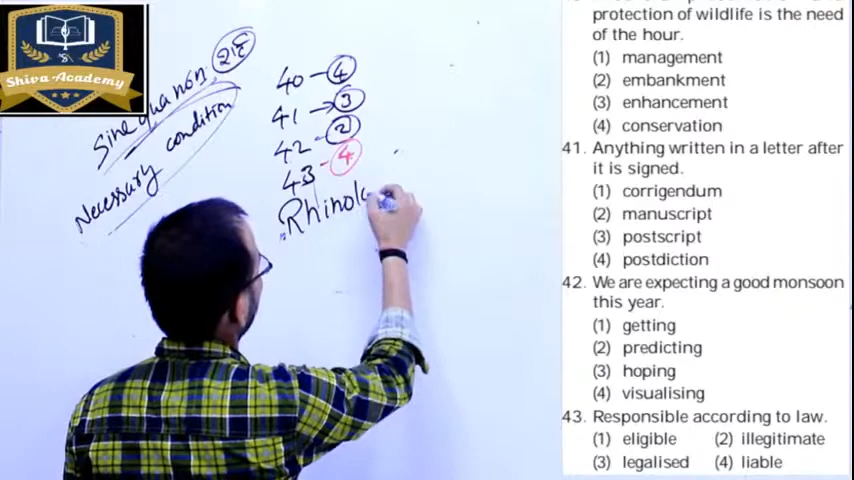 Shiva Academy
Sine qua non.
Necessary condition
40 - 4
41 → 3
42 - 2
43 - 4
Rhinol
protection of wildlife is the need
of the hour.
(1) management
(2) embankment
(3) enhancement
(4) conservation
41. Anything written in a letter after
it is signed.
(1) corrigendum
(2) manuscript
(3) postscript
(4) postdiction
42. We are expecting a good monsoon
this year.
(1) getting
(2) predicting
(3) hoping
(4) visualising
43. Responsible according to law.
(1) eligible (2) illegitimate
(3) legalised (4) liable